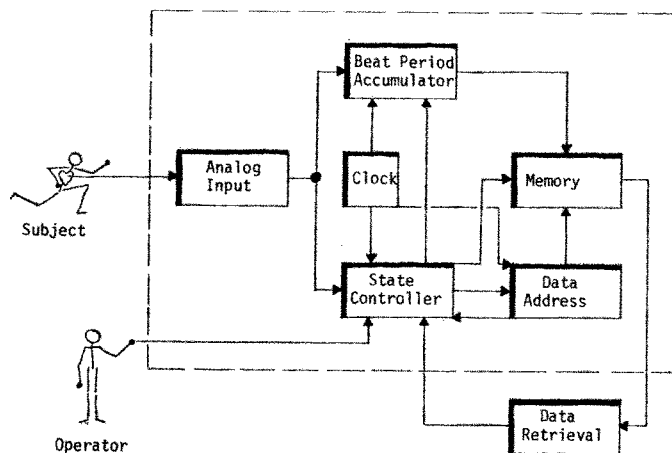 Beat Period
Accumulator
Analog
Input
Clock
Memory
Subject
State
Controller
Data
Address
Operator
Data
Retrieval